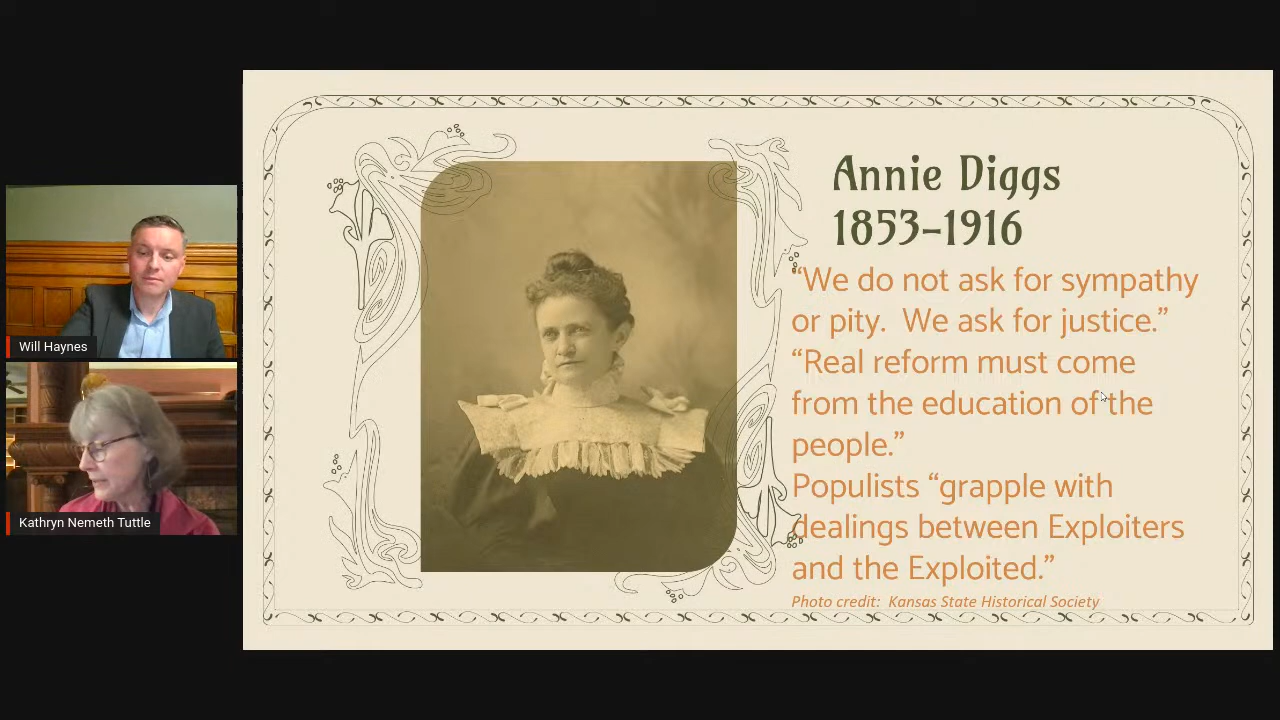 Will Haynes
Kathryn Nemeth Tuttle
Annie Diggs
1853-1916
“We do not ask for sympathy
or pity.  We ask for justice.”
“Real reform must come
from the education of the
people.”
Populists “grapple with
dealings between Exploiters
and the Exploited.”
Photo credit:  Kansas State Historical Society